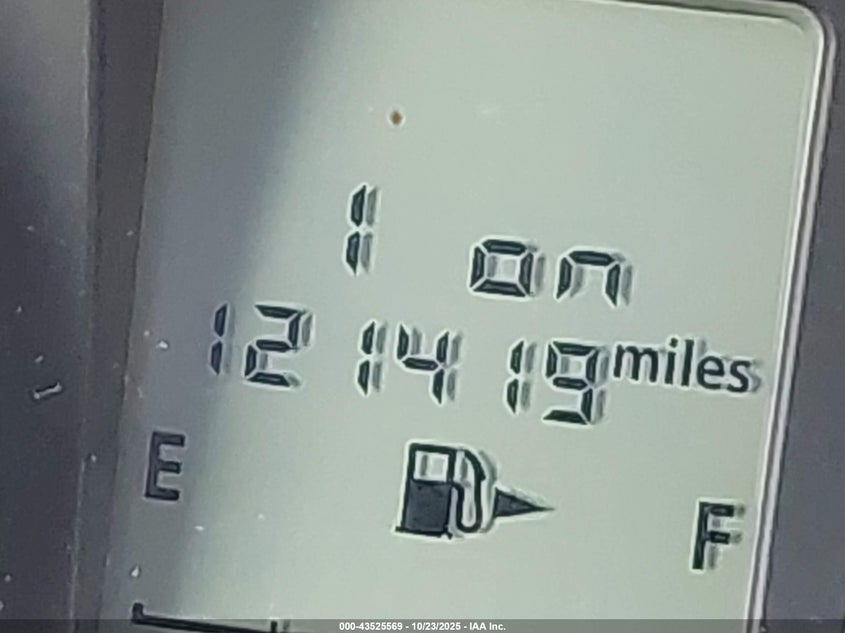 1 on
121419 miles
E F
000-43525569 - 10/23/2025 - IAA Inc.